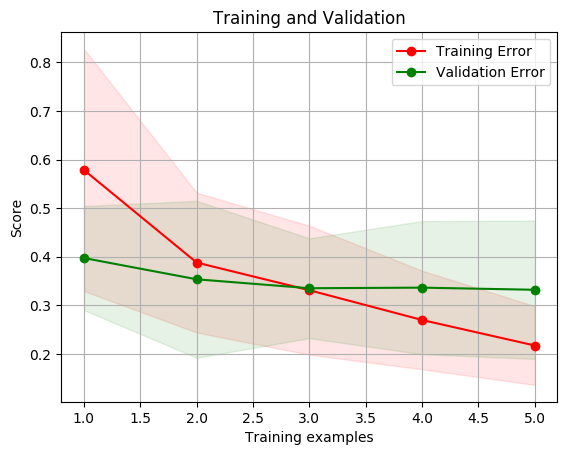 Training and Validation
Training Error
Validation Error
0.8
0.7
0.6
0.5
0.4
0.3
0.2
Score
1.0 1.5 2.0 2.5 3.0 3.5 4.0 4.5 5.0
Training examples